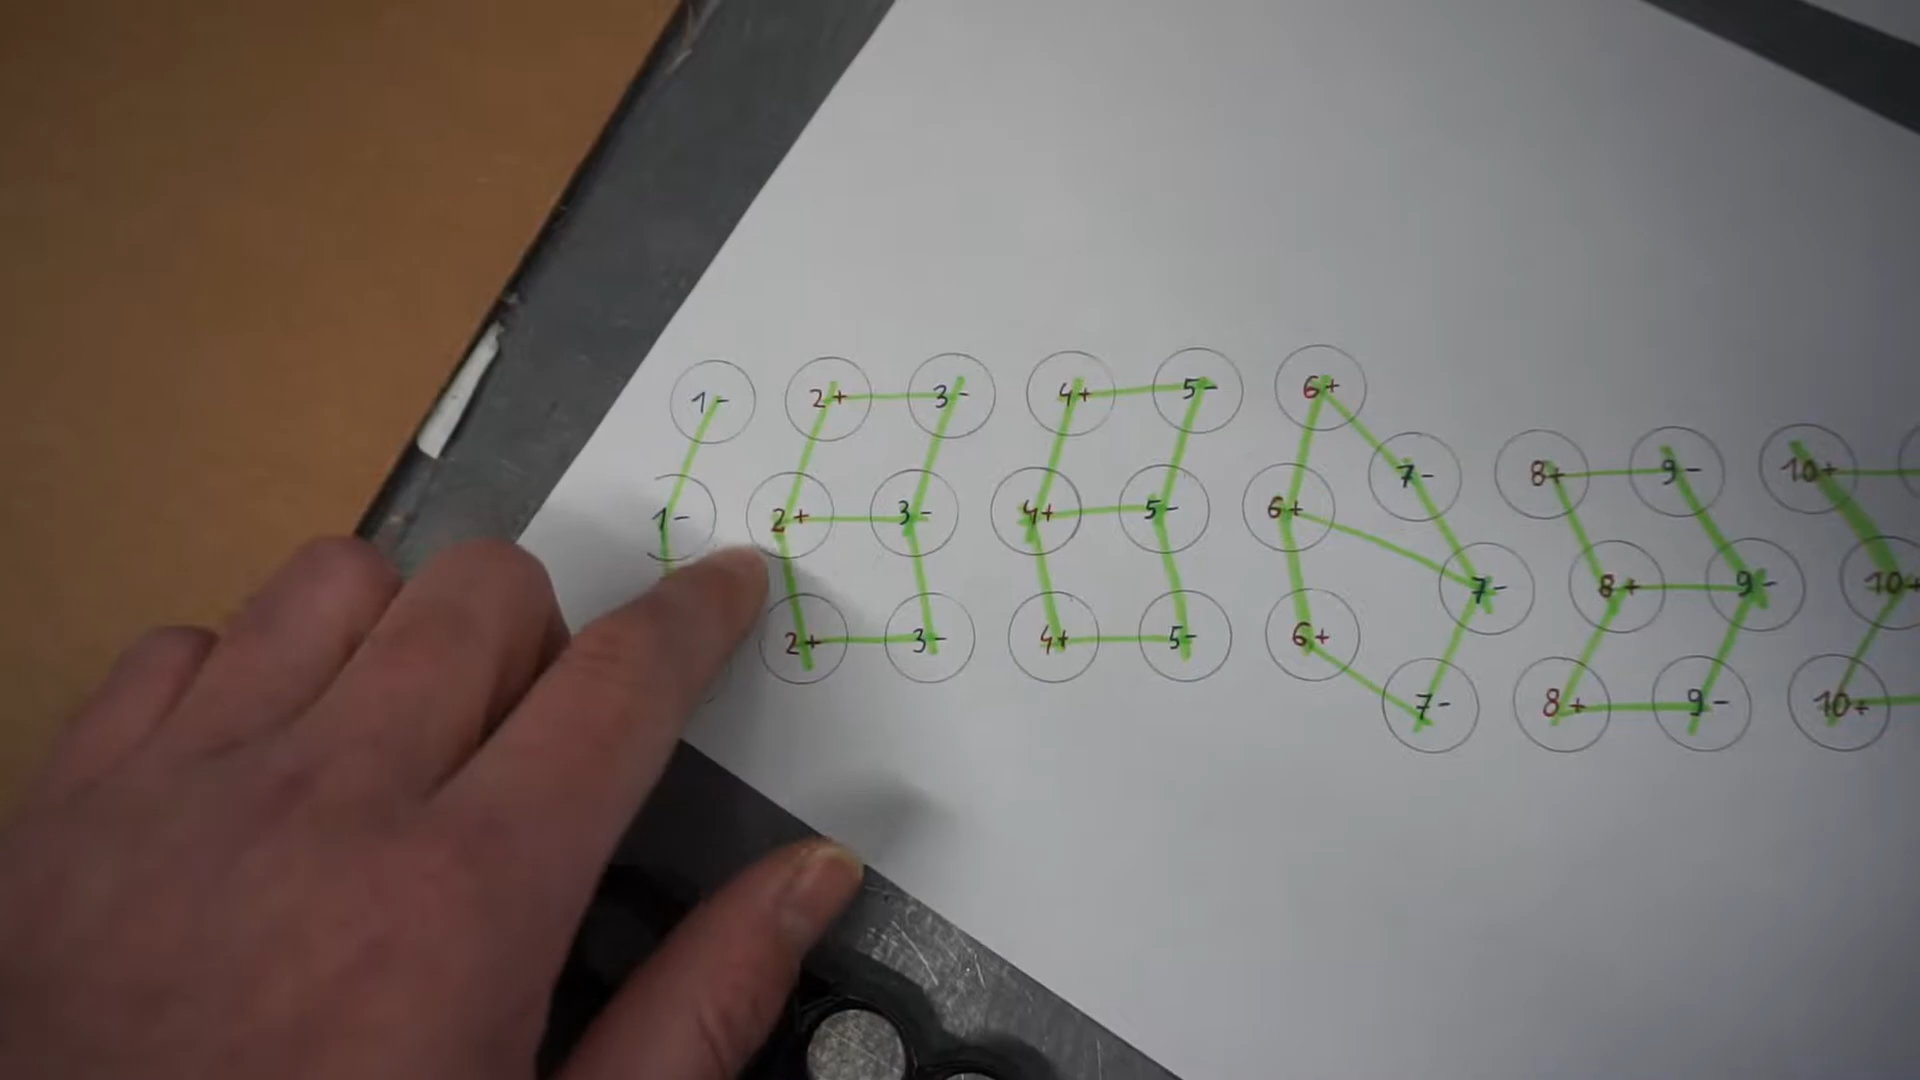 1- 2+ 3- 4+ 5- 6+
7- 8+ 9- 10+
1- 2+ 3- 4+ 5- 6+
7- 8+ 9- 10+
2+ 3- 4+ 5- 6+
7- 8+ 9- 10+